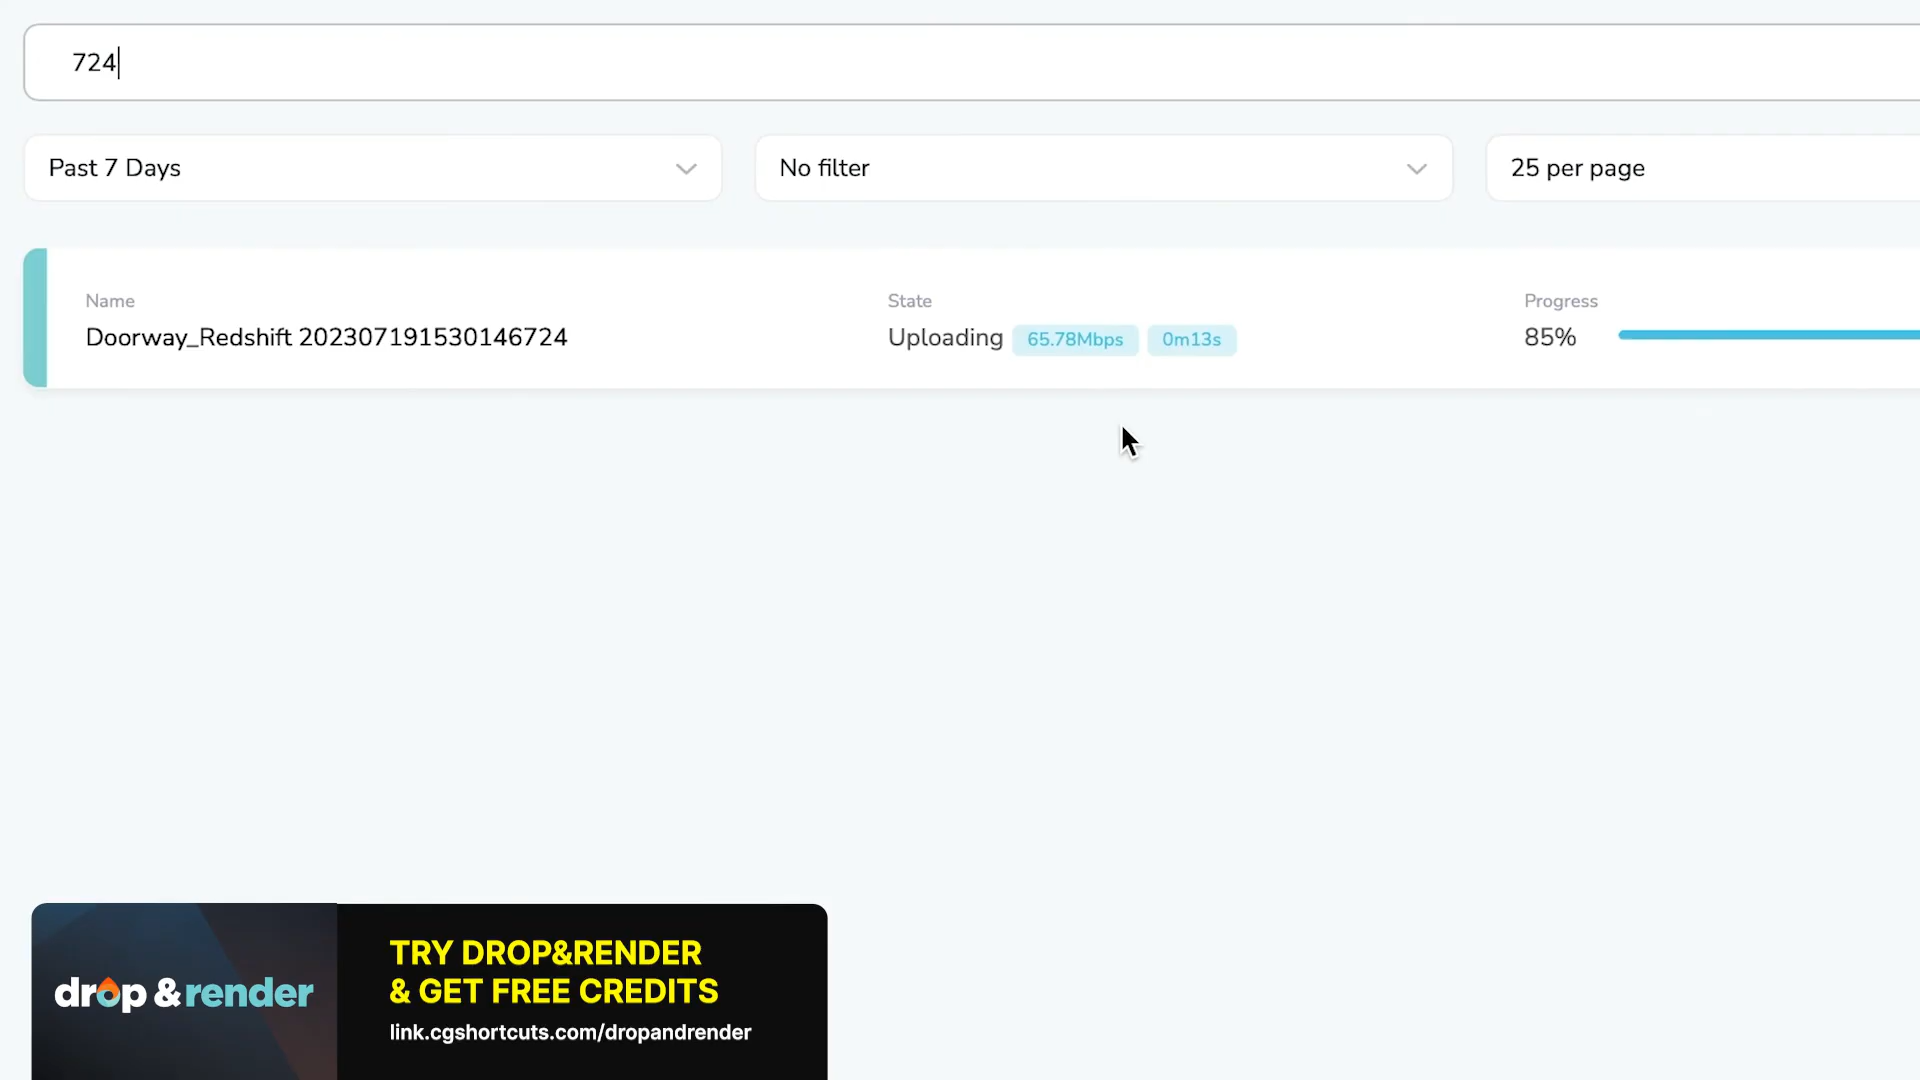 724
Past 7 Days
No filter
25 per page
Name
State
Progress
Doorway_Redshift 202307191530146724
Uploading 65.78Mbps 0m13s
85%
drop & render
TRY DROP&RENDER
& GET FREE CREDITS
link.cgshortcuts.com/dropandrender